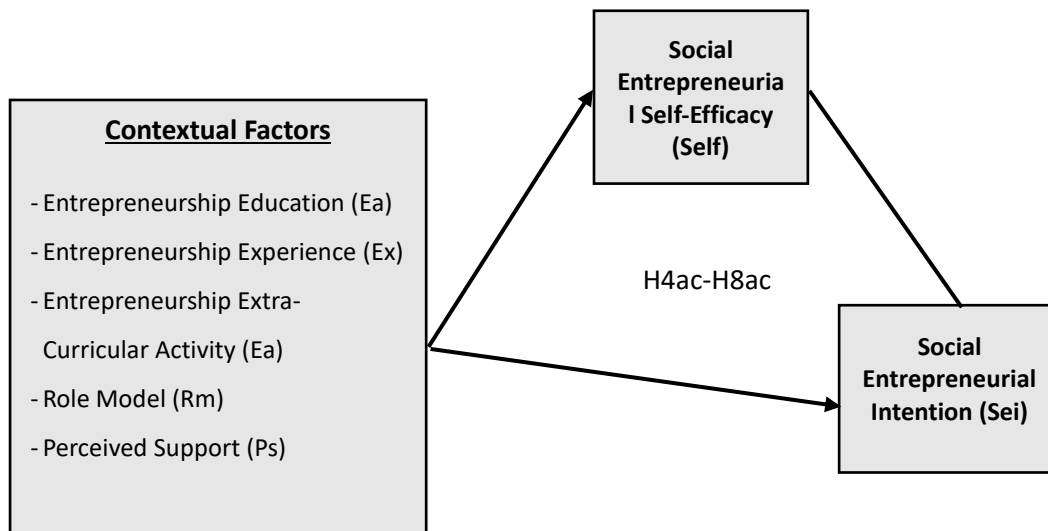 Social
Entrepreneuria
l Self-Efficacy
(Self)
Contextual Factors
- Entrepreneurship Education (Ea)
- Entrepreneurship Experience (Ex)
- Entrepreneurship Extra-
Curricular Activity (Ea)
- Role Model (Rm)
- Perceived Support (Ps)
H4ac-H8ac
Social
Entrepreneurial
Intention (Sei)